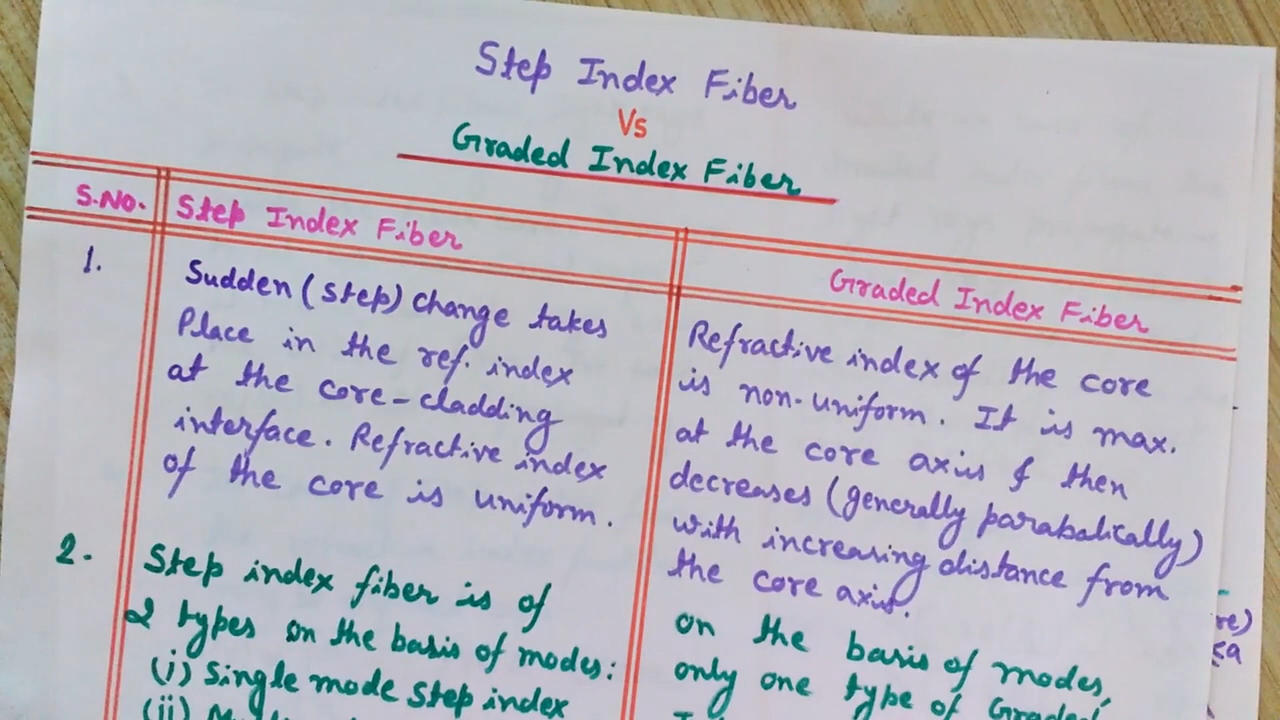 Step Index Fiber
Vs
Graded Index Fiber
S.No.
Step Index Fiber
Graded Index Fiber
1.
Sudden (step) change takes
Place in the ref. index
at the core-cladding
interface. Refractive index
of the core is uniform.
Refractive index of the core
is non-uniform. It is max.
at the core axis & then
decreases (generally parabalically)
with increasing distance from
the core axis.
2.
Step index fiber is of
2 types on the basis of modes:
(i) Single mode Step index
(ii)
on the basis of modes,
only one type of Graded
re)
≤a